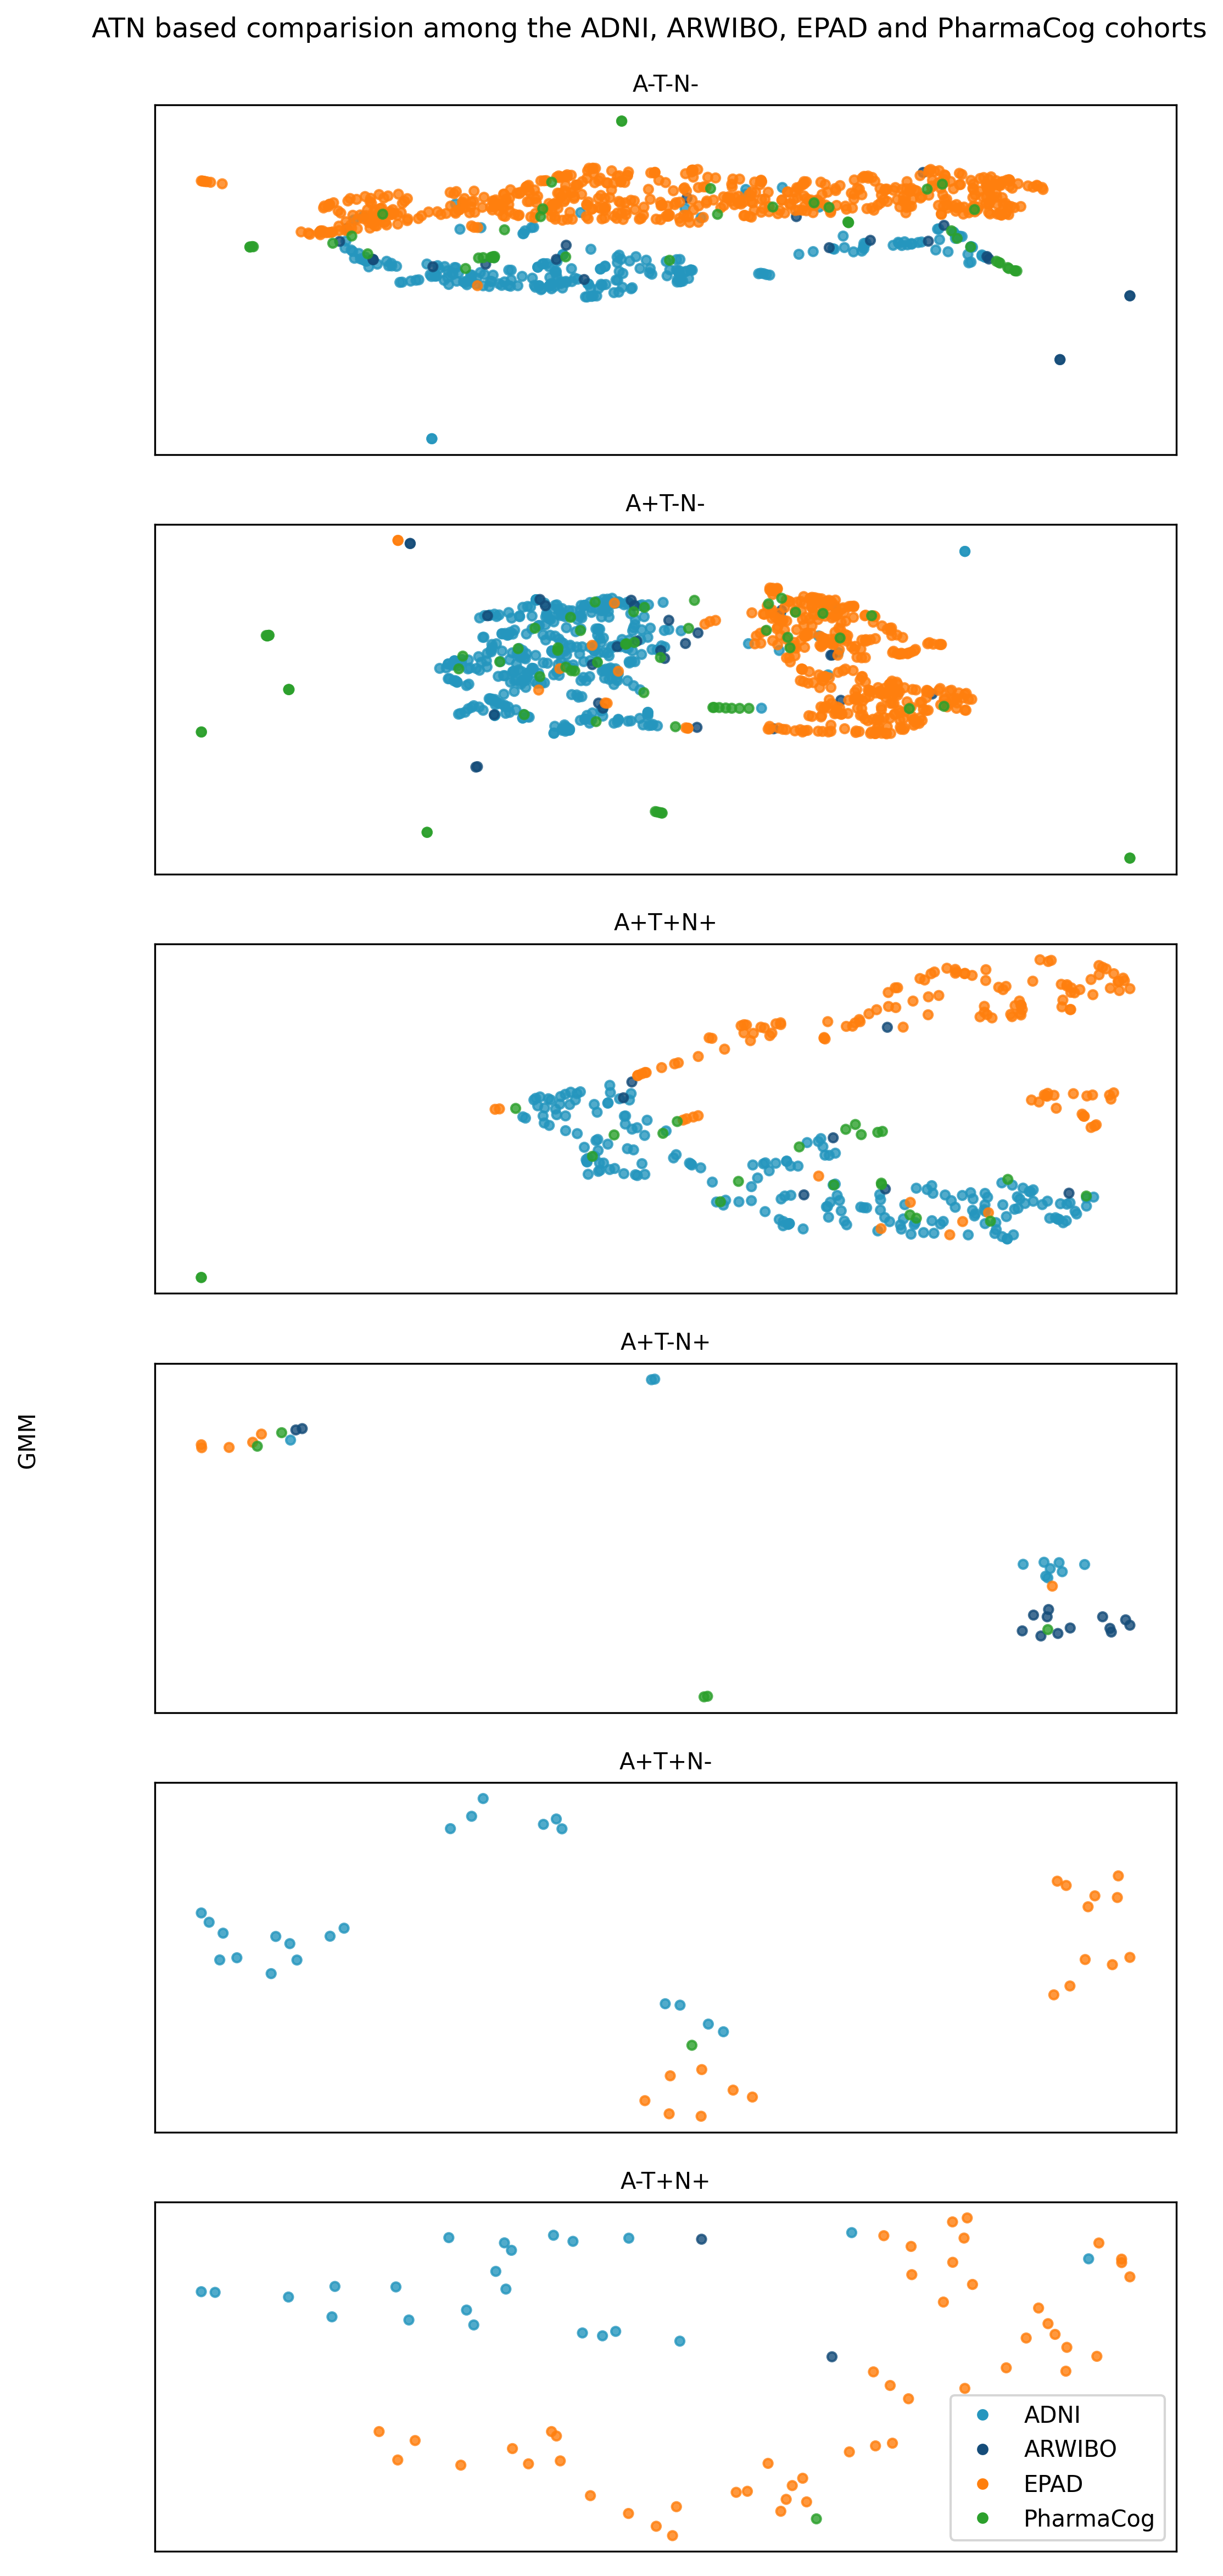 ATN based comparision among the ADNI, ARWIBO, EPAD and PharmaCog cohorts
A-T-N-
A+T-N-
A+T+N+
A+T-N+
GMM
A+T+N-
A-T+N+
ADNI
ARWIBO
EPAD
PharmaCog